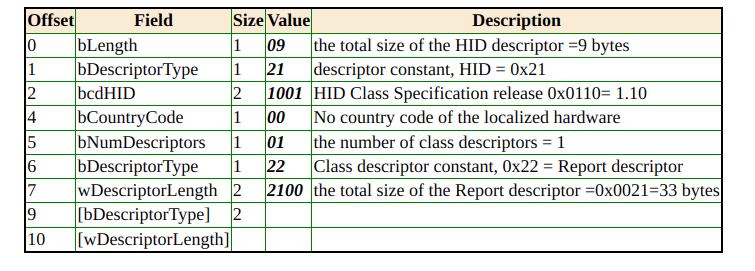 Offset Field Size Value Description
0 bLength 1 09 the total size of the HID descriptor =9 bytes
1 bDescriptorType 1 21 descriptor constant, HID = 0x21
2 bcdHID 2 1001 HID Class Specification release 0x0110= 1.10
4 bCountryCode 1 00 No country code of the localized hardware
5 bNumDescriptors 1 01 the number of class descriptors = 1
6 bDescriptorType 1 22 Class descriptor constant, 0x22 = Report descriptor
7 wDescriptorLength 2 2100 the total size of the Report descriptor =0x0021=33 bytes
9 [bDescriptorType] 2
10 [wDescriptorLength]